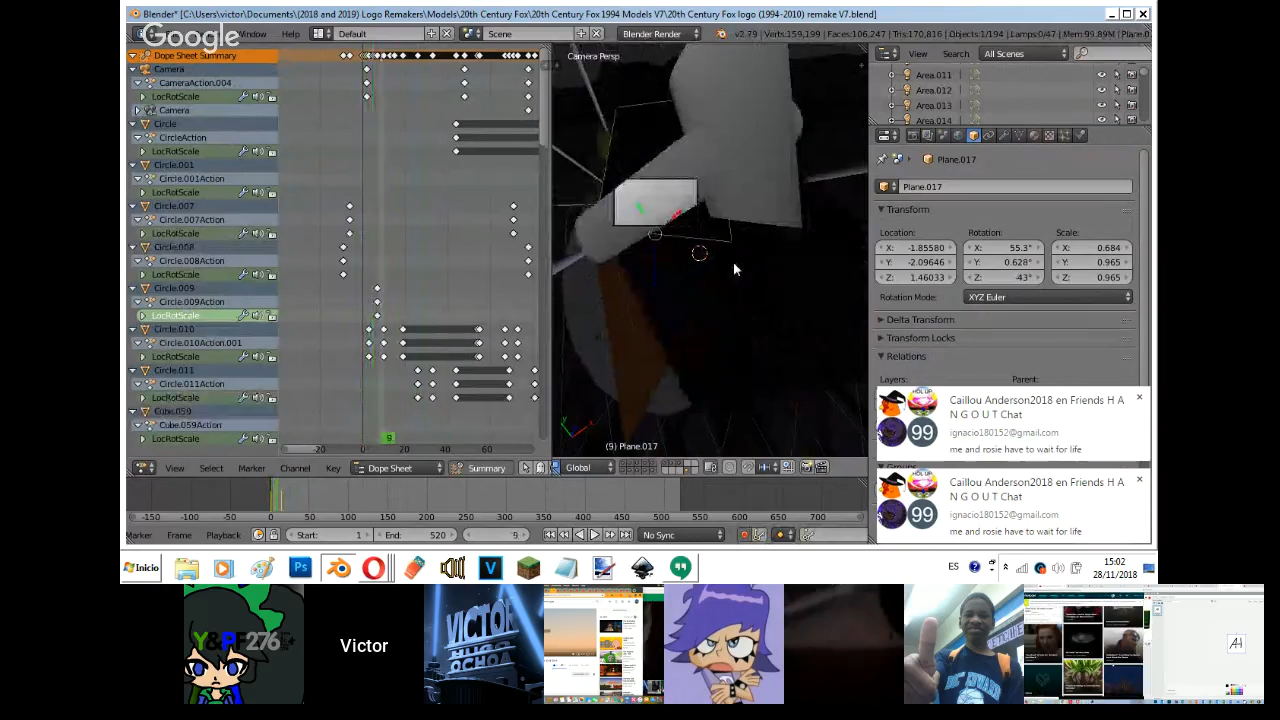 Blender* [C:\Users\victor\Documents\(2018 and 2019) Logo Remakers\Models\20th Century Fox\20th Century Fox1994 Models V7\20th Century Fox logo (1994-2010) remake V7.blend]
Google
Window Help Default Scene Blender Render v2.79 | Verts:159,199 | Faces:106,247 | Tris:170,816 | Objects:1/194 | Lamps:0/47 | Mem:99.89M
Dope Sheet Summary
Camera
CameraAction.004
LocRotScale
Camera
Circle
CircleAction
LocRotScale
Circle.001
Circle.001Action
LocRotScale
Circle.007
Circle.007Action
LocRotScale
Circle.008
Circle.008Action
LocRotScale
Circle.009
Circle.009Action
LocRotScale
Circle.010
Circle.010Action.001
LocRotScale
Circle.011
Circle.011Action
LocRotScale
Cube.059
Cube.059Action
LocRotScale
-20 9 20 40 60
View Select Marker Channel Key Dope Sheet Summary
Camera Persp
(9) Plane.017
Global
View Search All Scenes
Area.011
Area.012
Area.013
Area.014
Plane.017
Plane.017
Transform
Location: Rotation: Scale:
X: -1.85580 X: 55.3° X: 0.684
Y: -2.09646 Y: 0.628° Y: 0.965
Z: 1.46033 Z: -43° Z: 0.965
Rotation Mode: XYZ Euler
Delta Transform
Transform Locks
Relations
Layers: Parent:
Caillou Anderson2018 en Friends H A
N G O U T Chat
ignacio180152@gmail.com
me and rosie have to wait for life
99
Groups
Caillou Anderson2018 en Friends H A
N G O U T Chat
ignacio180152@gmail.com
me and rosie have to wait for life
99
-150 -100 -50 0 50 100 150 200 250 300 350 400 450 500 550 600 650 700
Marker Frame Playback Start: 1 End: 520 9 No Sync
Inicio
Ps
V
ES
15:02
28/11/2018
Victor